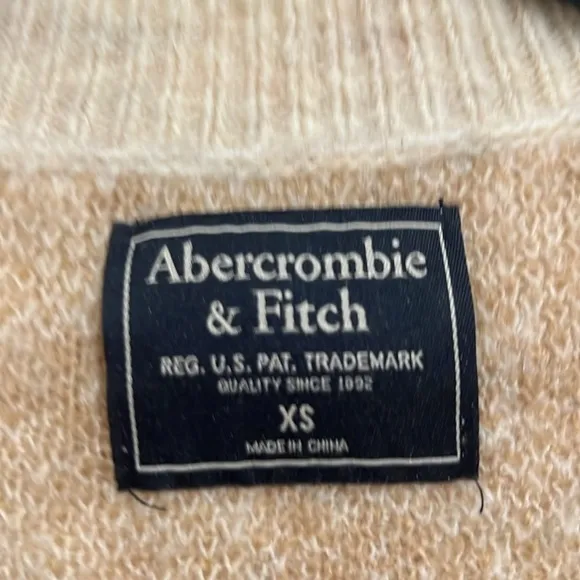 Abercrombie
& Fitch
REG. U.S. PAT. TRADEMARK
QUALITY SINCE 1892
XS
MADE IN CHINA